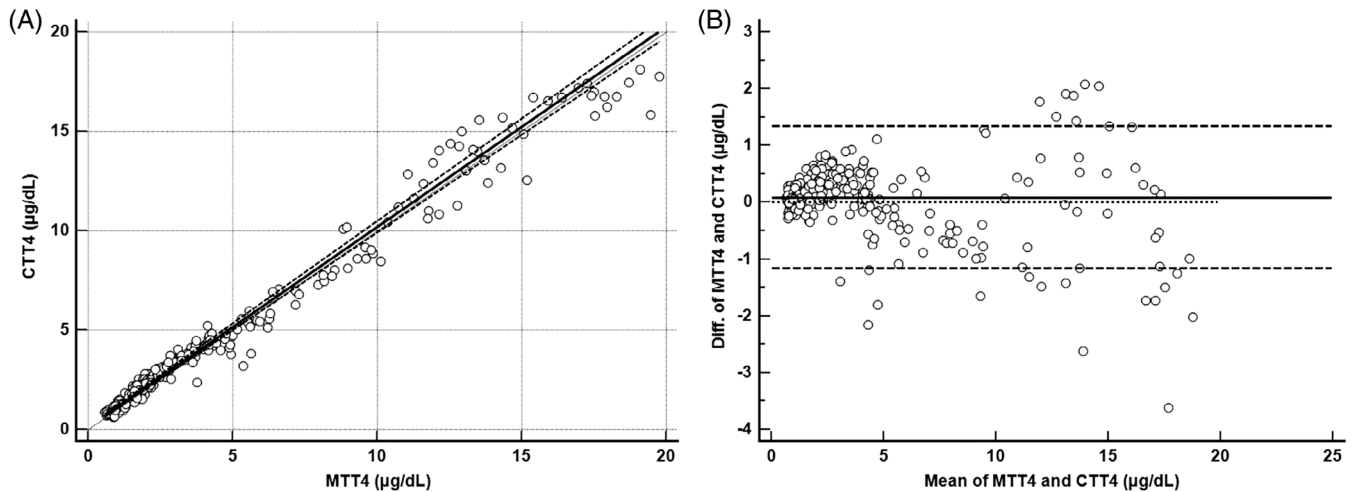 (A)
20
15
10
5
0
CTT4 (µg/dL)
0 5 10 15 20
MTT4 (µg/dL)
(B)
3
2
1
0
-1
-2
-3
-4
Diff. of MTT4 and CTT4 (µg/dL)
0 5 10 15 20 25
Mean of MTT4 and CTT4 (µg/dL)